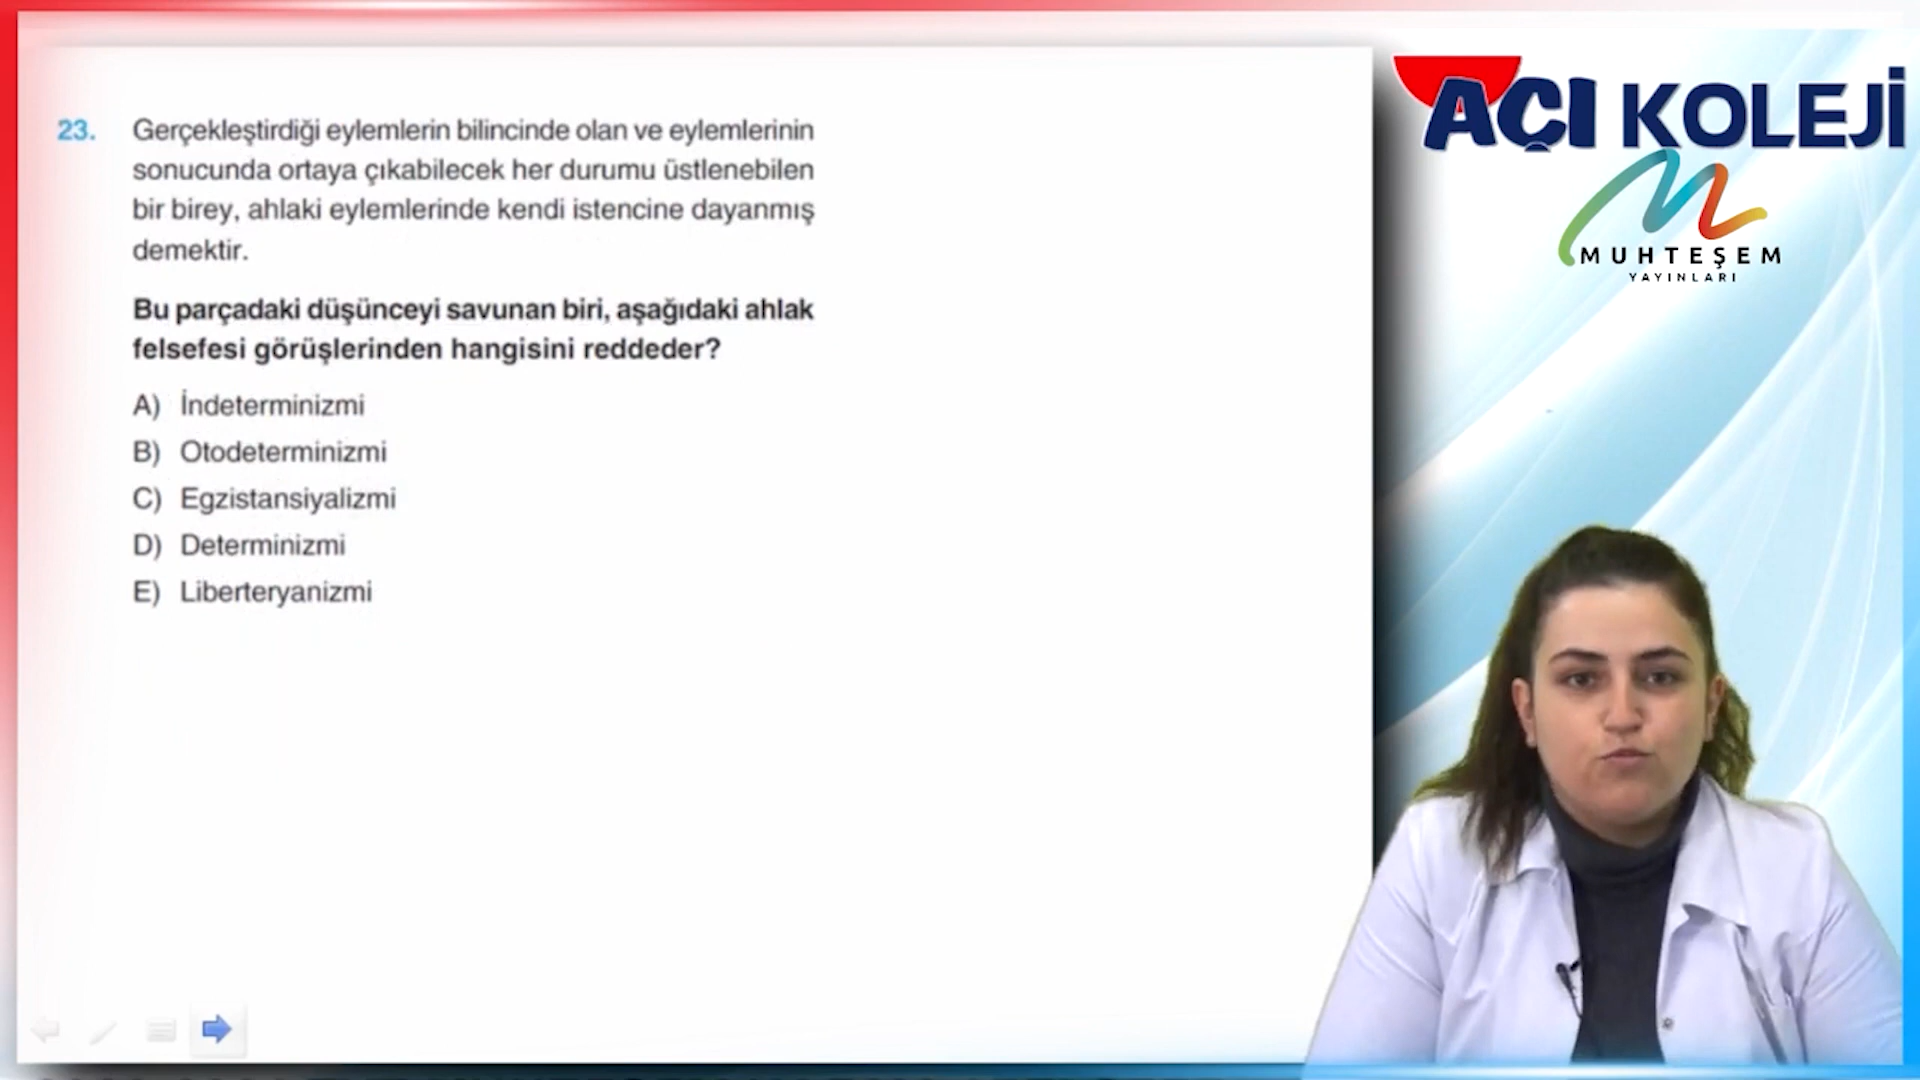 23. Gerçekleştirdiği eylemlerin bilincinde olan ve eylemlerinin
sonucunda ortaya çıkabilecek her durumu üstlenebilen
bir birey, ahlaki eylemlerinde kendi istencine dayanmış
demektir.
Bu parçadaki düşünceyi savunan biri, aşağıdaki ahlak
felsefesi görüşlerinden hangisini reddeder?
A) İndeterminizmi
B) Otodeterminizmi
C) Egzistansiyalizmi
D) Determinizmi
E) Liberteryanizmi
AÇI KOLEJİ
MUHTEŞEM
YAYINLARI